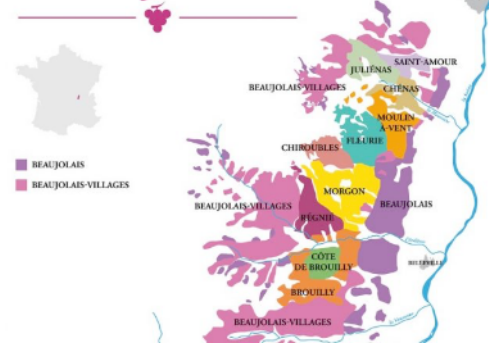 SAINT-AMOUR
JULIÉNAS
BEAUJOLAIS-VILLAGES
CHÉNAS
MOULIN
À-VENT
FLEURIE
CHIROUBLES
BEAUJOLAIS
BEAUJOLAIS-VILLAGES
MORGON
BEAUJOLAIS-VILLAGES
BEAUJOLAIS
RÉGNIÉ
CÔTE
DE BROUILLY
BELLEVILLE
BROUILLY
BEAUJOLAIS-VILLAGES